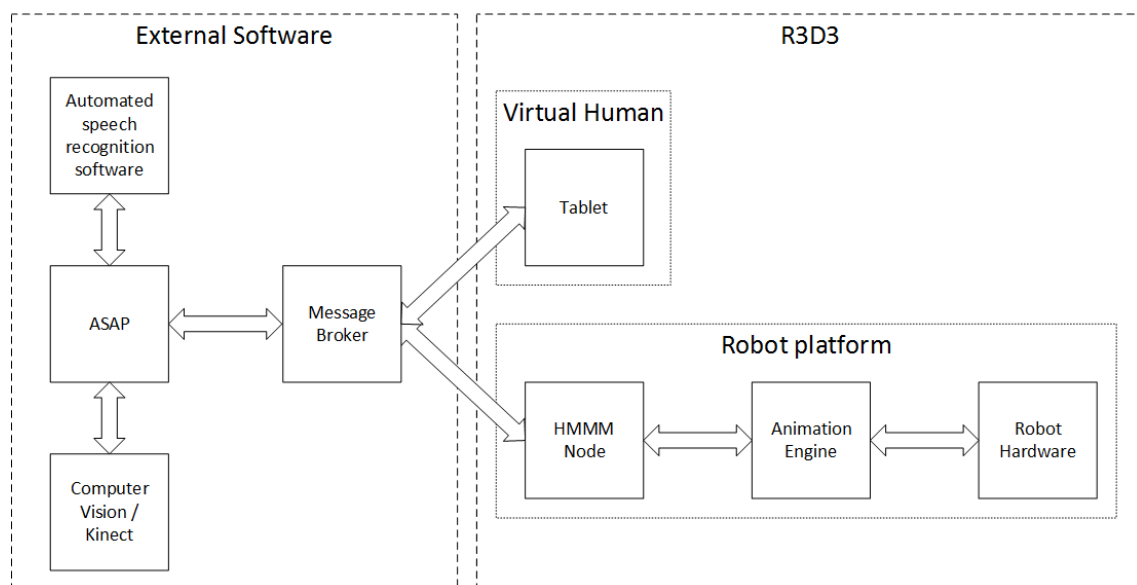 External Software
Automated
speech
recognition
software
ASAP
Message
Broker
Computer
Vision /
Kinect
R3D3
Virtual Human
Tablet
Robot platform
HMMM
Node
Animation
Engine
Robot
Hardware